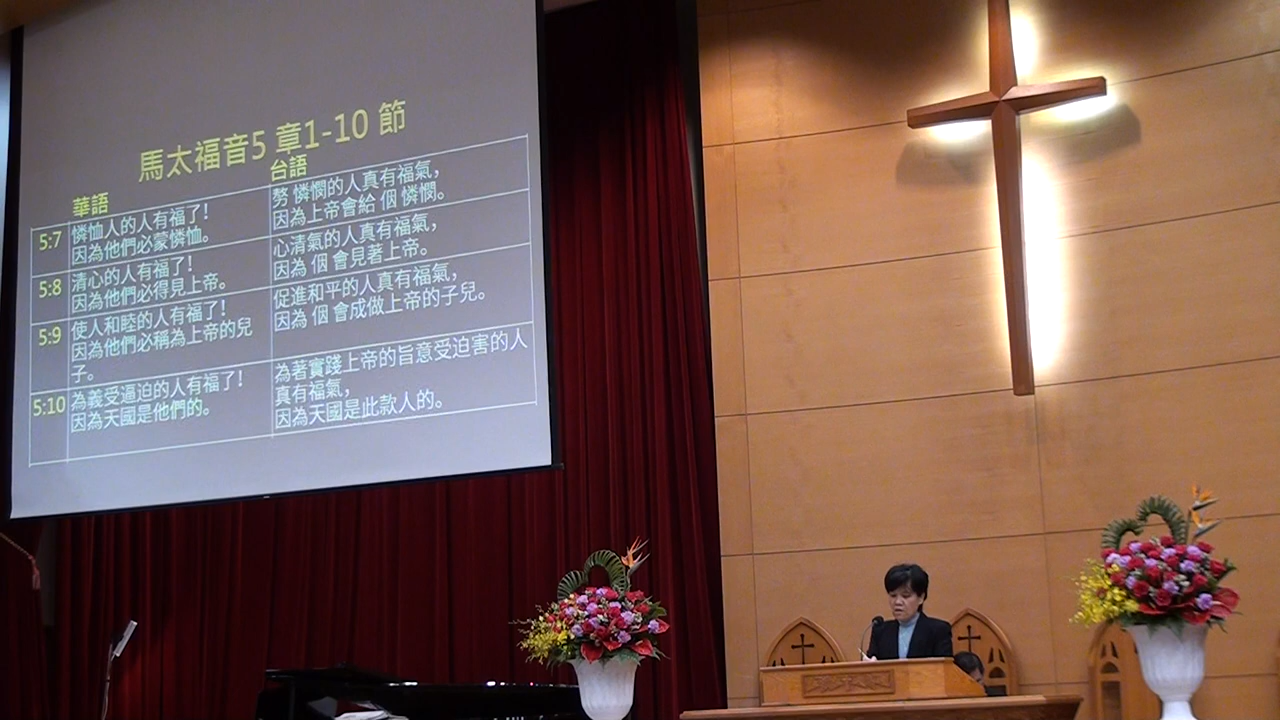 馬太福音5 章1-10 節
華語
台語
5:7
憐恤人的人有福了!
因為他們必蒙憐恤。
勞 憐憫的人真有福氣,
因為上帝會給 個 憐憫。
5:8
清心的人有福了!
因為他們必得見上帝。
心清氣的人真有福氣,
因為 個 會見著上帝。
5:9
使人和睦的人有福了!
因為他們必稱為上帝的兒
子。
促進和平的人真有福氣,
因為 個 會成做上帝的子兒。
5:10
為義受逼迫的人有福了!
因為天國是他們的。
為著實踐上帝的旨意受迫害的人
真有福氣,
因為天國是此款人的。